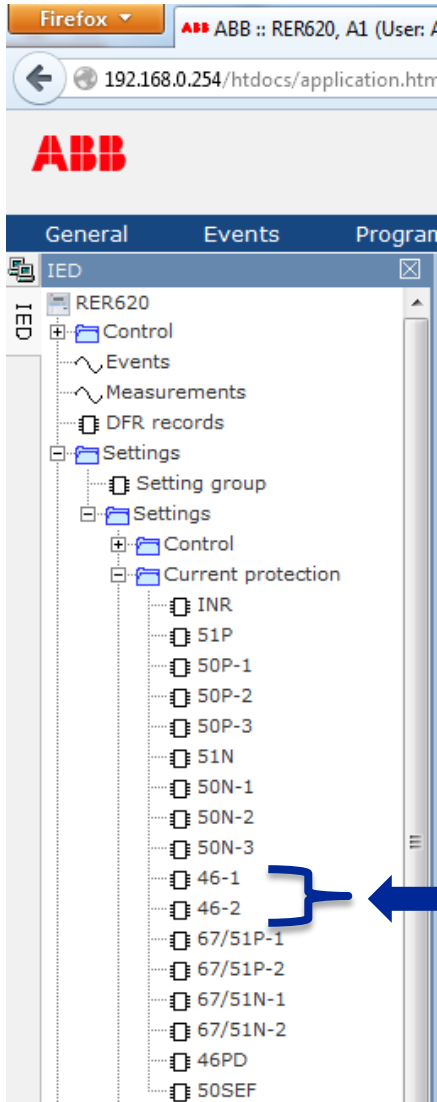 Firefox
ABB ABB :: RER620, A1 (User: A
192.168.0.254/htdocs/application.htm
ABB
General Events Program
IED
IED
RER620
Control
Events
Measurements
DFR records
Settings
Setting group
Settings
Control
Current protection
INR
51P
50P-1
50P-2
50P-3
51N
50N-1
50N-2
50N-3
46-1
46-2
67/51P-1
67/51P-2
67/51N-1
67/51N-2
46PD
50SEF